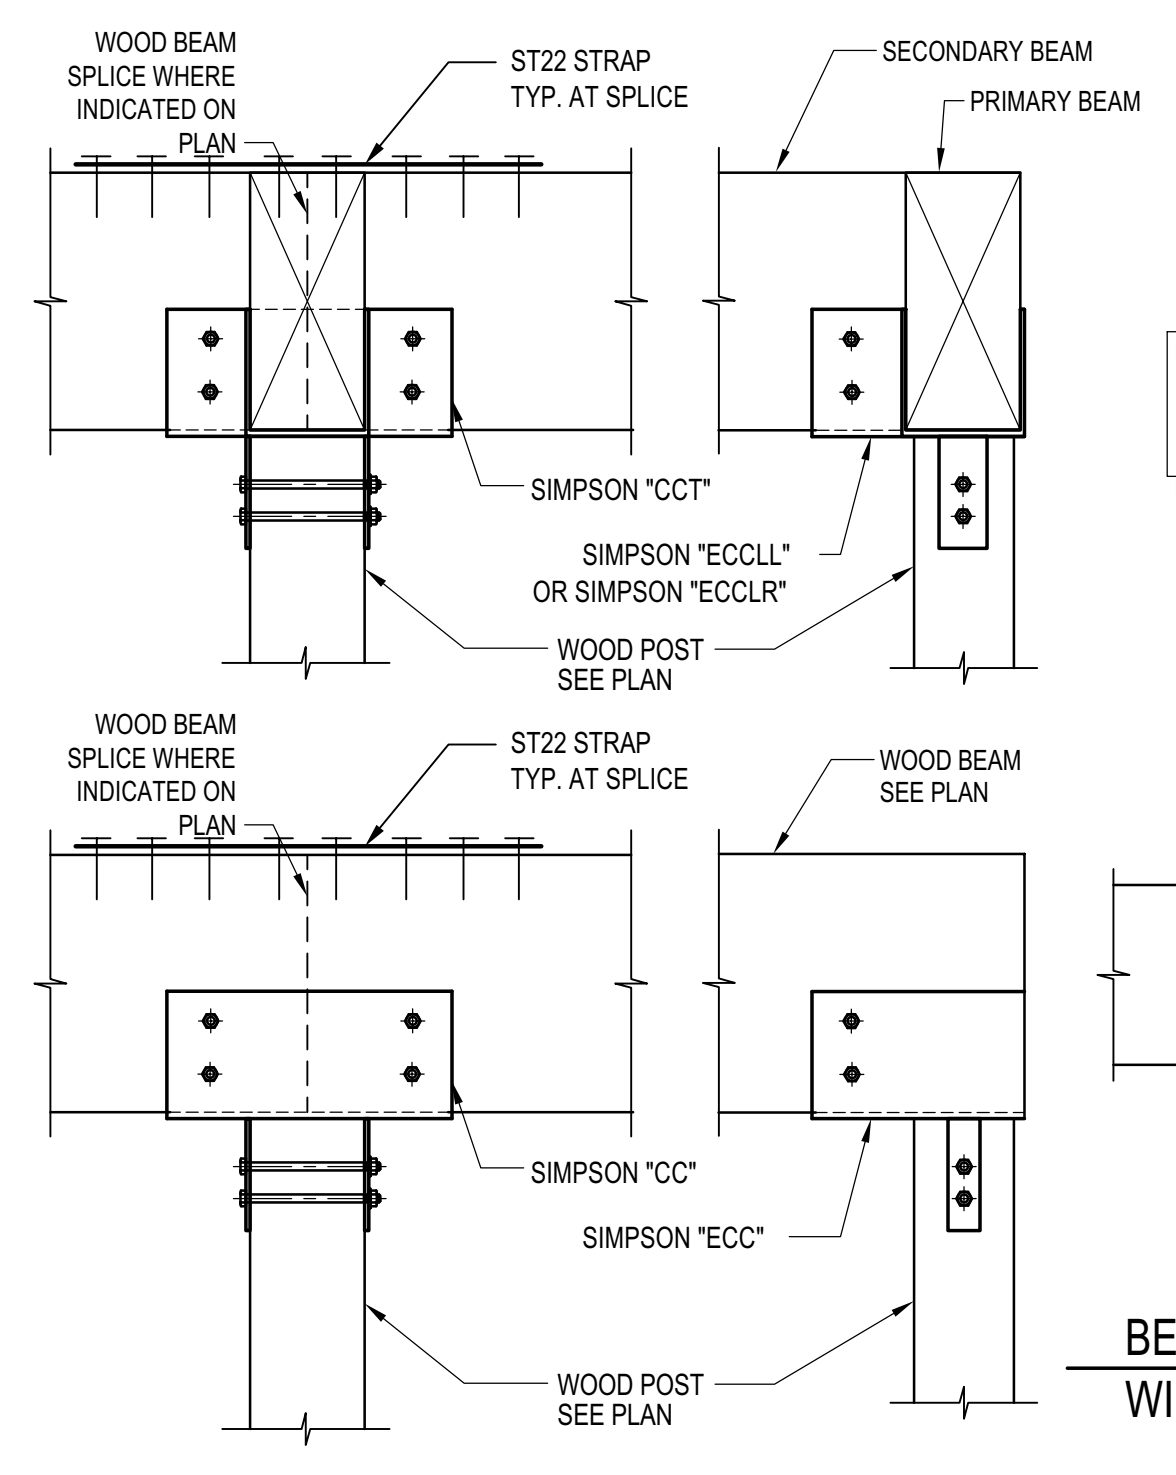 WOOD BEAM
SPLICE WHERE
INDICATED ON
PLAN
ST22 STRAP
TYP. AT SPLICE
SECONDARY BEAM
PRIMARY BEAM
SIMPSON "CCT"
SIMPSON "ECCLL"
OR SIMPSON "ECCLR"
WOOD POST
SEE PLAN
WOOD BEAM
SPLICE WHERE
INDICATED ON
PLAN
ST22 STRAP
TYP. AT SPLICE
WOOD BEAM
SEE PLAN
SIMPSON "CC"
SIMPSON "ECC"
WOOD POST
SEE PLAN
BE
WI